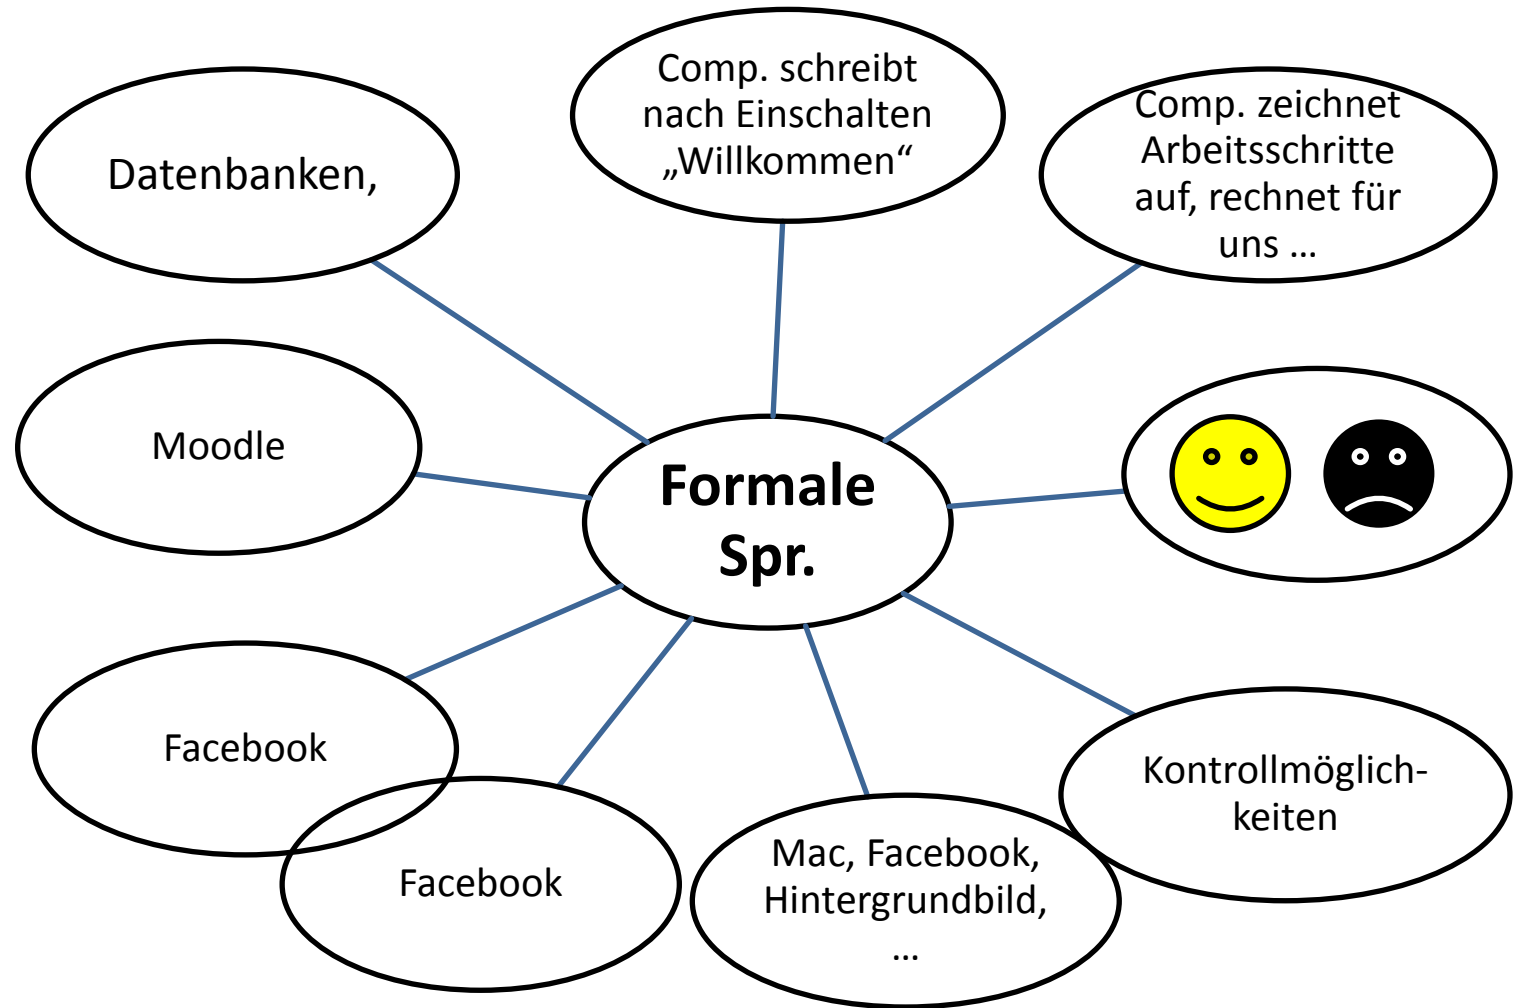 Comp. schreibt
nach Einschalten
„Willkommen“
Datenbanken,
Comp. zeichnet
Arbeitsschritte
auf, rechnet für
uns ...
Moodle
Formale
Spr.
Facebook
Facebook
Mac, Facebook,
Hintergrundbild,
...
Kontrollmöglich-
keiten